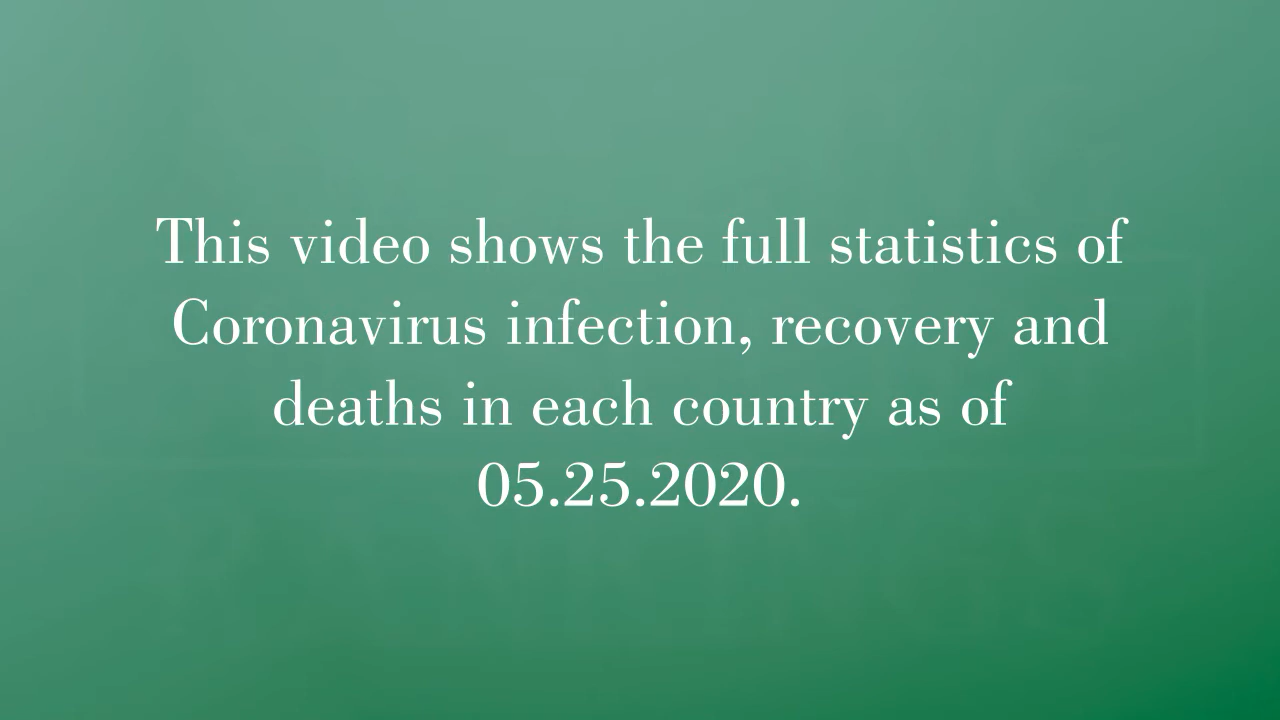 This video shows the full statistics of
Coronavirus infection, recovery and
deaths in each country as of
05.25.2020.